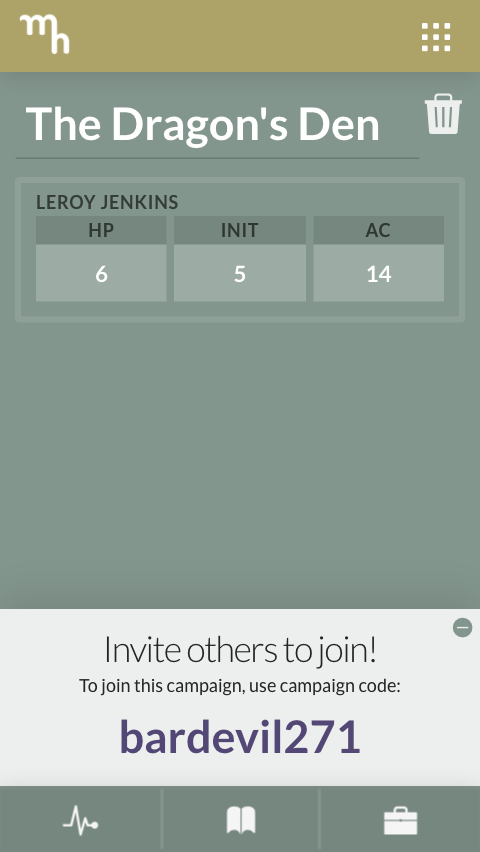 mh
The Dragon's Den
LEROY JENKINS
HP INIT AC
6 5 14
Invite others to join!
To join this campaign, use campaign code:
bardevil271